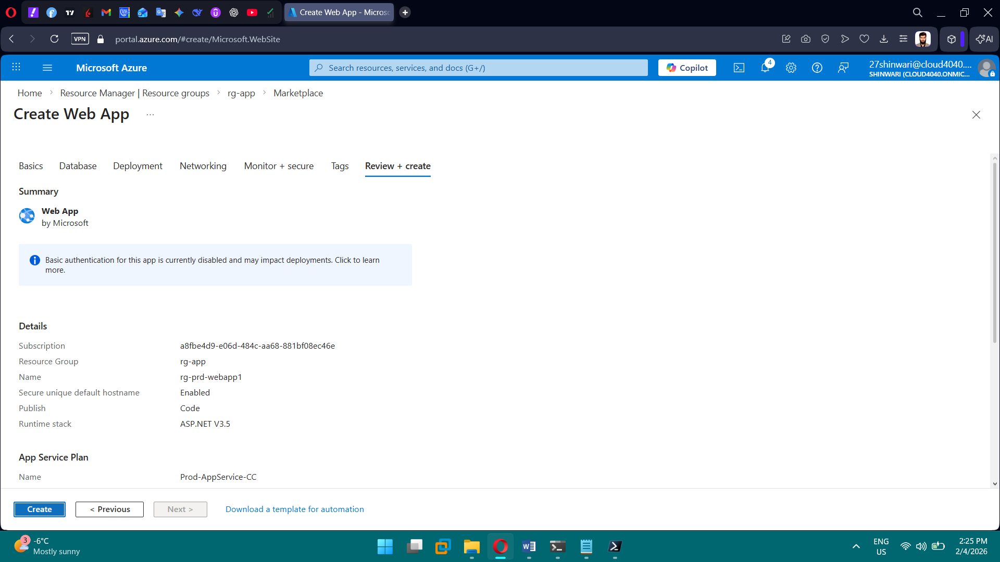 Create Web App - Micros
VPN
portal.azure.com/#create/Microsoft.WebSite
AI
Microsoft Azure
Search resources, services, and docs (G+/)
Copilot
4
27shinwari@cloud4040....
SHINWARI (CLOUD4040.ONMIC...
Home
Resource Manager | Resource groups
rg-app
Marketplace
Create Web App
...
Basics
Database
Deployment
Networking
Monitor + secure
Tags
Review + create
Summary
Web App
by Microsoft
Basic authentication for this app is currently disabled and may impact deployments. Click to learn
more.
Details
Subscription
a8fbe4d9-e06d-484c-aa68-881bf08ec46e
Resource Group
rg-app
Name
rg-prd-webapp1
Secure unique default hostname
Enabled
Publish
Code
Runtime stack
ASP.NET V3.5
App Service Plan
Name
Prod-AppService-CC
Create
< Previous
Next >
Download a template for automation
3
-6°C
Mostly sunny
ENG
US
2:25 PM
2/4/2026